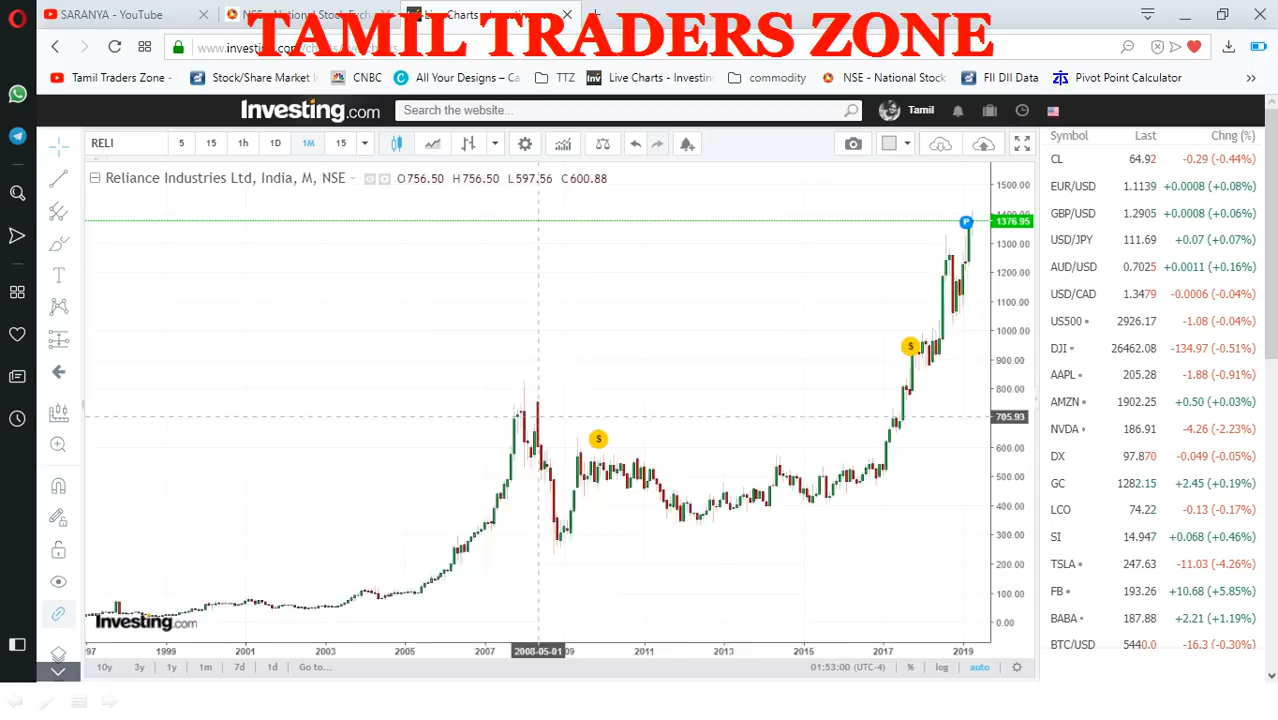 SARANYA - YouTube
NSE - National Stock Exch
Live Charts - Investin
TAMIL TRADERS ZONE
www.investing.com/charts/
Tamil Traders Zone - Stock/Share Market CNBC All Your Designs – Ca TTZ Live Charts - Investin commodity NSE - National Stock FII DII Data Pivot Point Calculator »
Investing.com Search the website... Tamil
RELI 5 15 1h 1D 1M 15
Symbol Last Chng (%)
Reliance Industries Ltd, India, M, NSE O756.50 H756.50 L597.56 C600.88
CL 64.92 -0.29 (-0.44%)
EUR/USD 1.1139 +0.0008 (+0.08%)
GBP/USD 1.2905 +0.0008 (+0.06%)
USD/JPY 111.69 +0.07 (+0.07%)
AUD/USD 0.7025 +0.0011 (+0.16%)
USD/CAD 1.3479 -0.0006 (-0.04%)
US500 2926.17 -1.08 (-0.04%)
DJI 26462.08 -134.97 (-0.51%)
AAPL 205.28 -1.88 (-0.91%)
AMZN 1902.25 +0.50 (+0.03%)
NVDA 186.91 -4.26 (-2.23%)
DX 97.870 -0.049 (-0.05%)
GC 1282.15 +2.45 (+0.19%)
LCO 74.22 -0.13 (-0.17%)
SI 14.947 +0.068 (+0.46%)
TSLA 247.63 -11.03 (-4.26%)
FB 193.26 +10.68 (+5.85%)
BABA 187.88 +2.21 (+1.19%)
BTC/USD 5440.0 -16.3 (-0.30%)
1500.00
1400.00
1376.95
1300.00
1200.00
1100.00
1000.00
900.00
800.00
705.93
600.00
500.00
400.00
300.00
200.00
100.00
0.00
P
$
$
Investing.com
97 1999 2001 2003 2005 2007 2008-05-01 2011 2013 2015 2017 2019
10y 3y 1y 1m 7d 1d Go to... 01:53:00 (UTC-4) % log auto